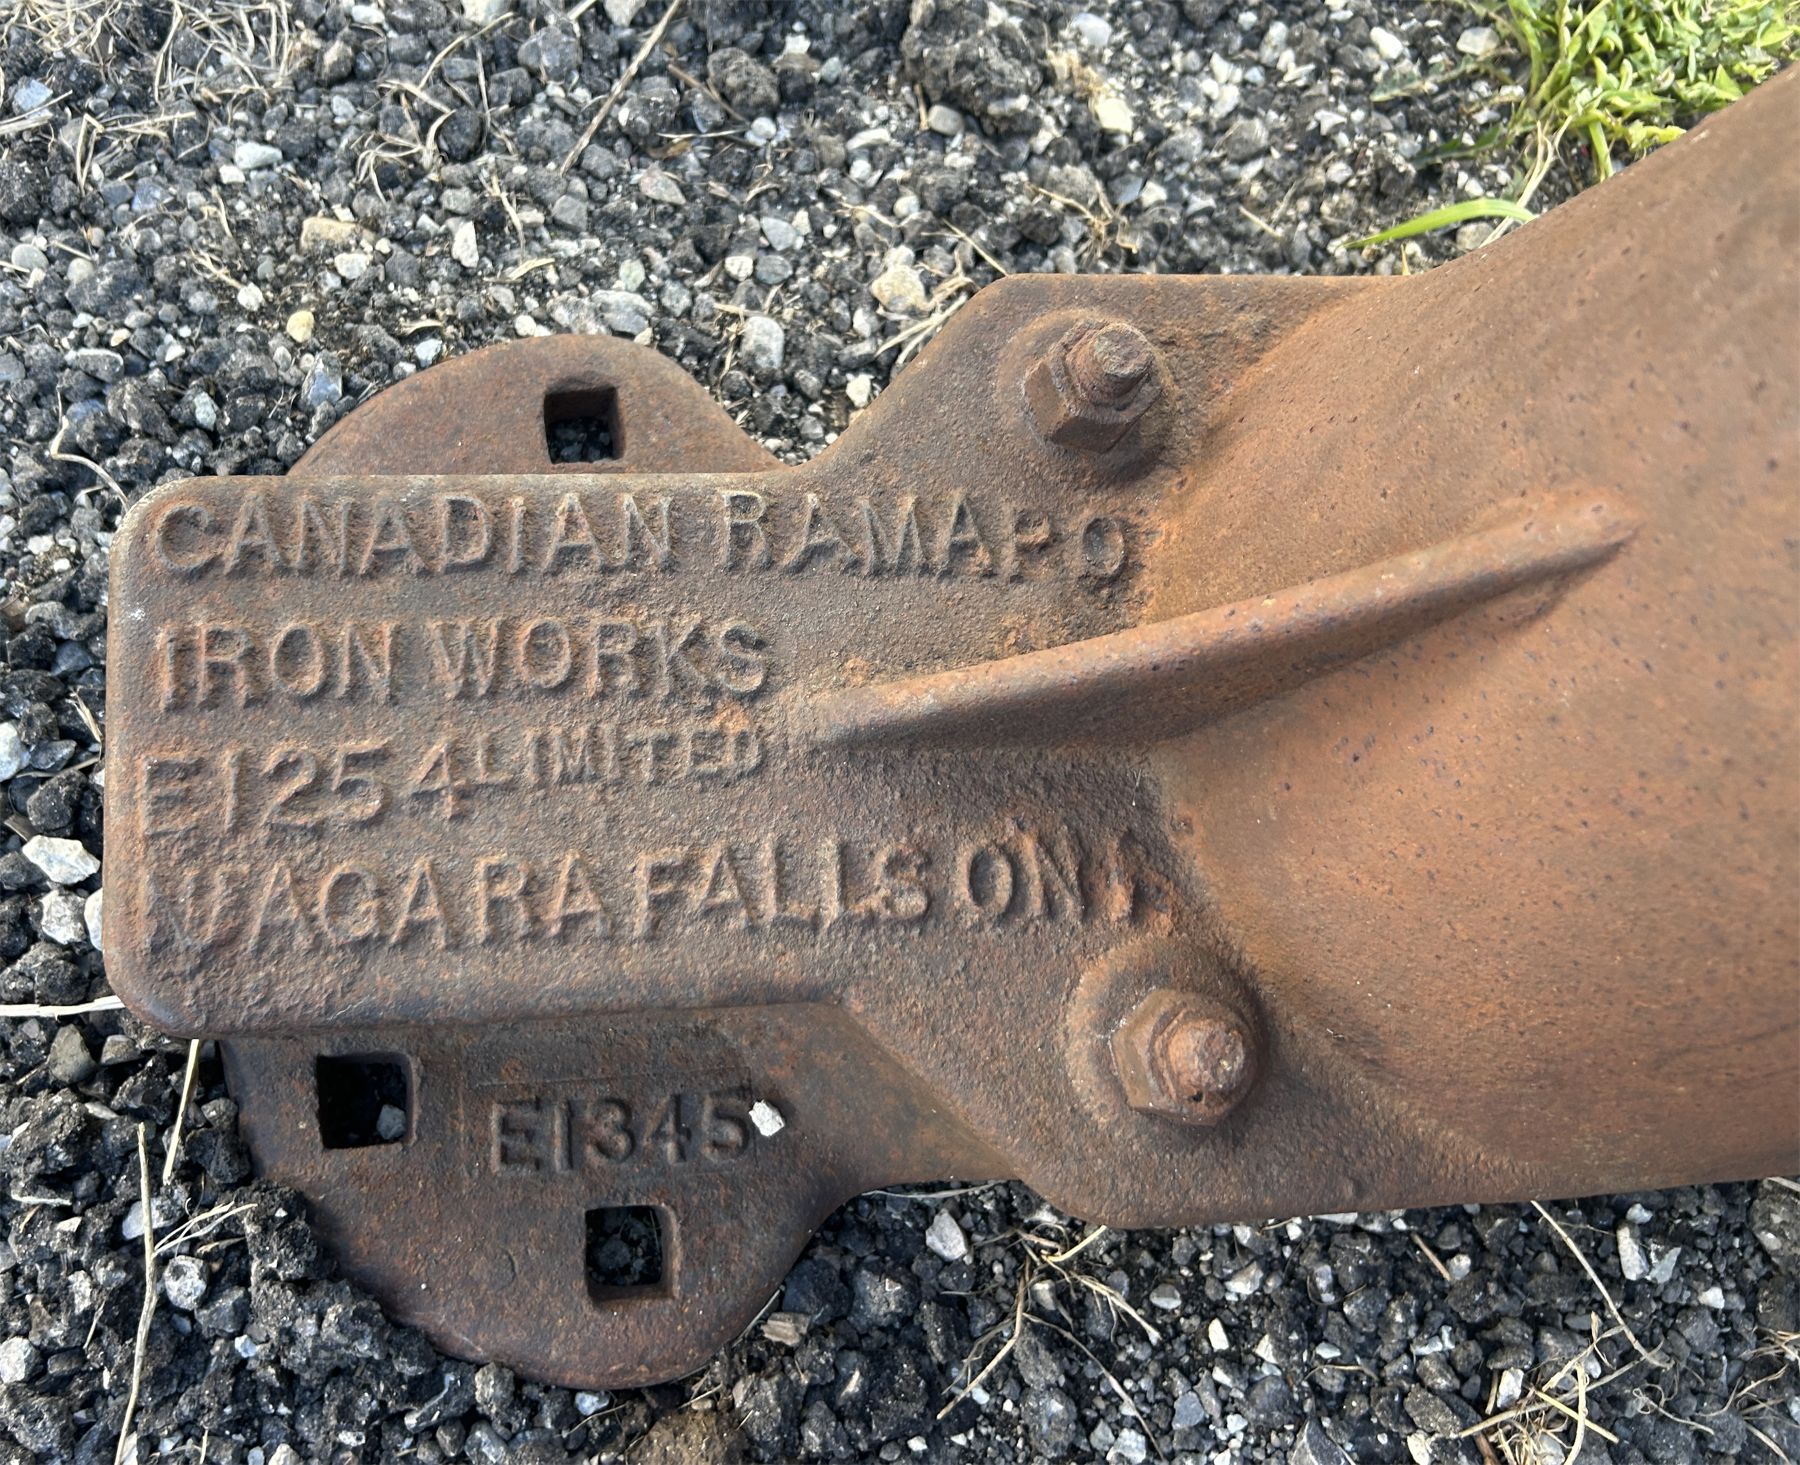 CANADIAN RAMAPO
IRON WORKS
LIMITED
E1254
NIAGARA FALLS ONT
E1345